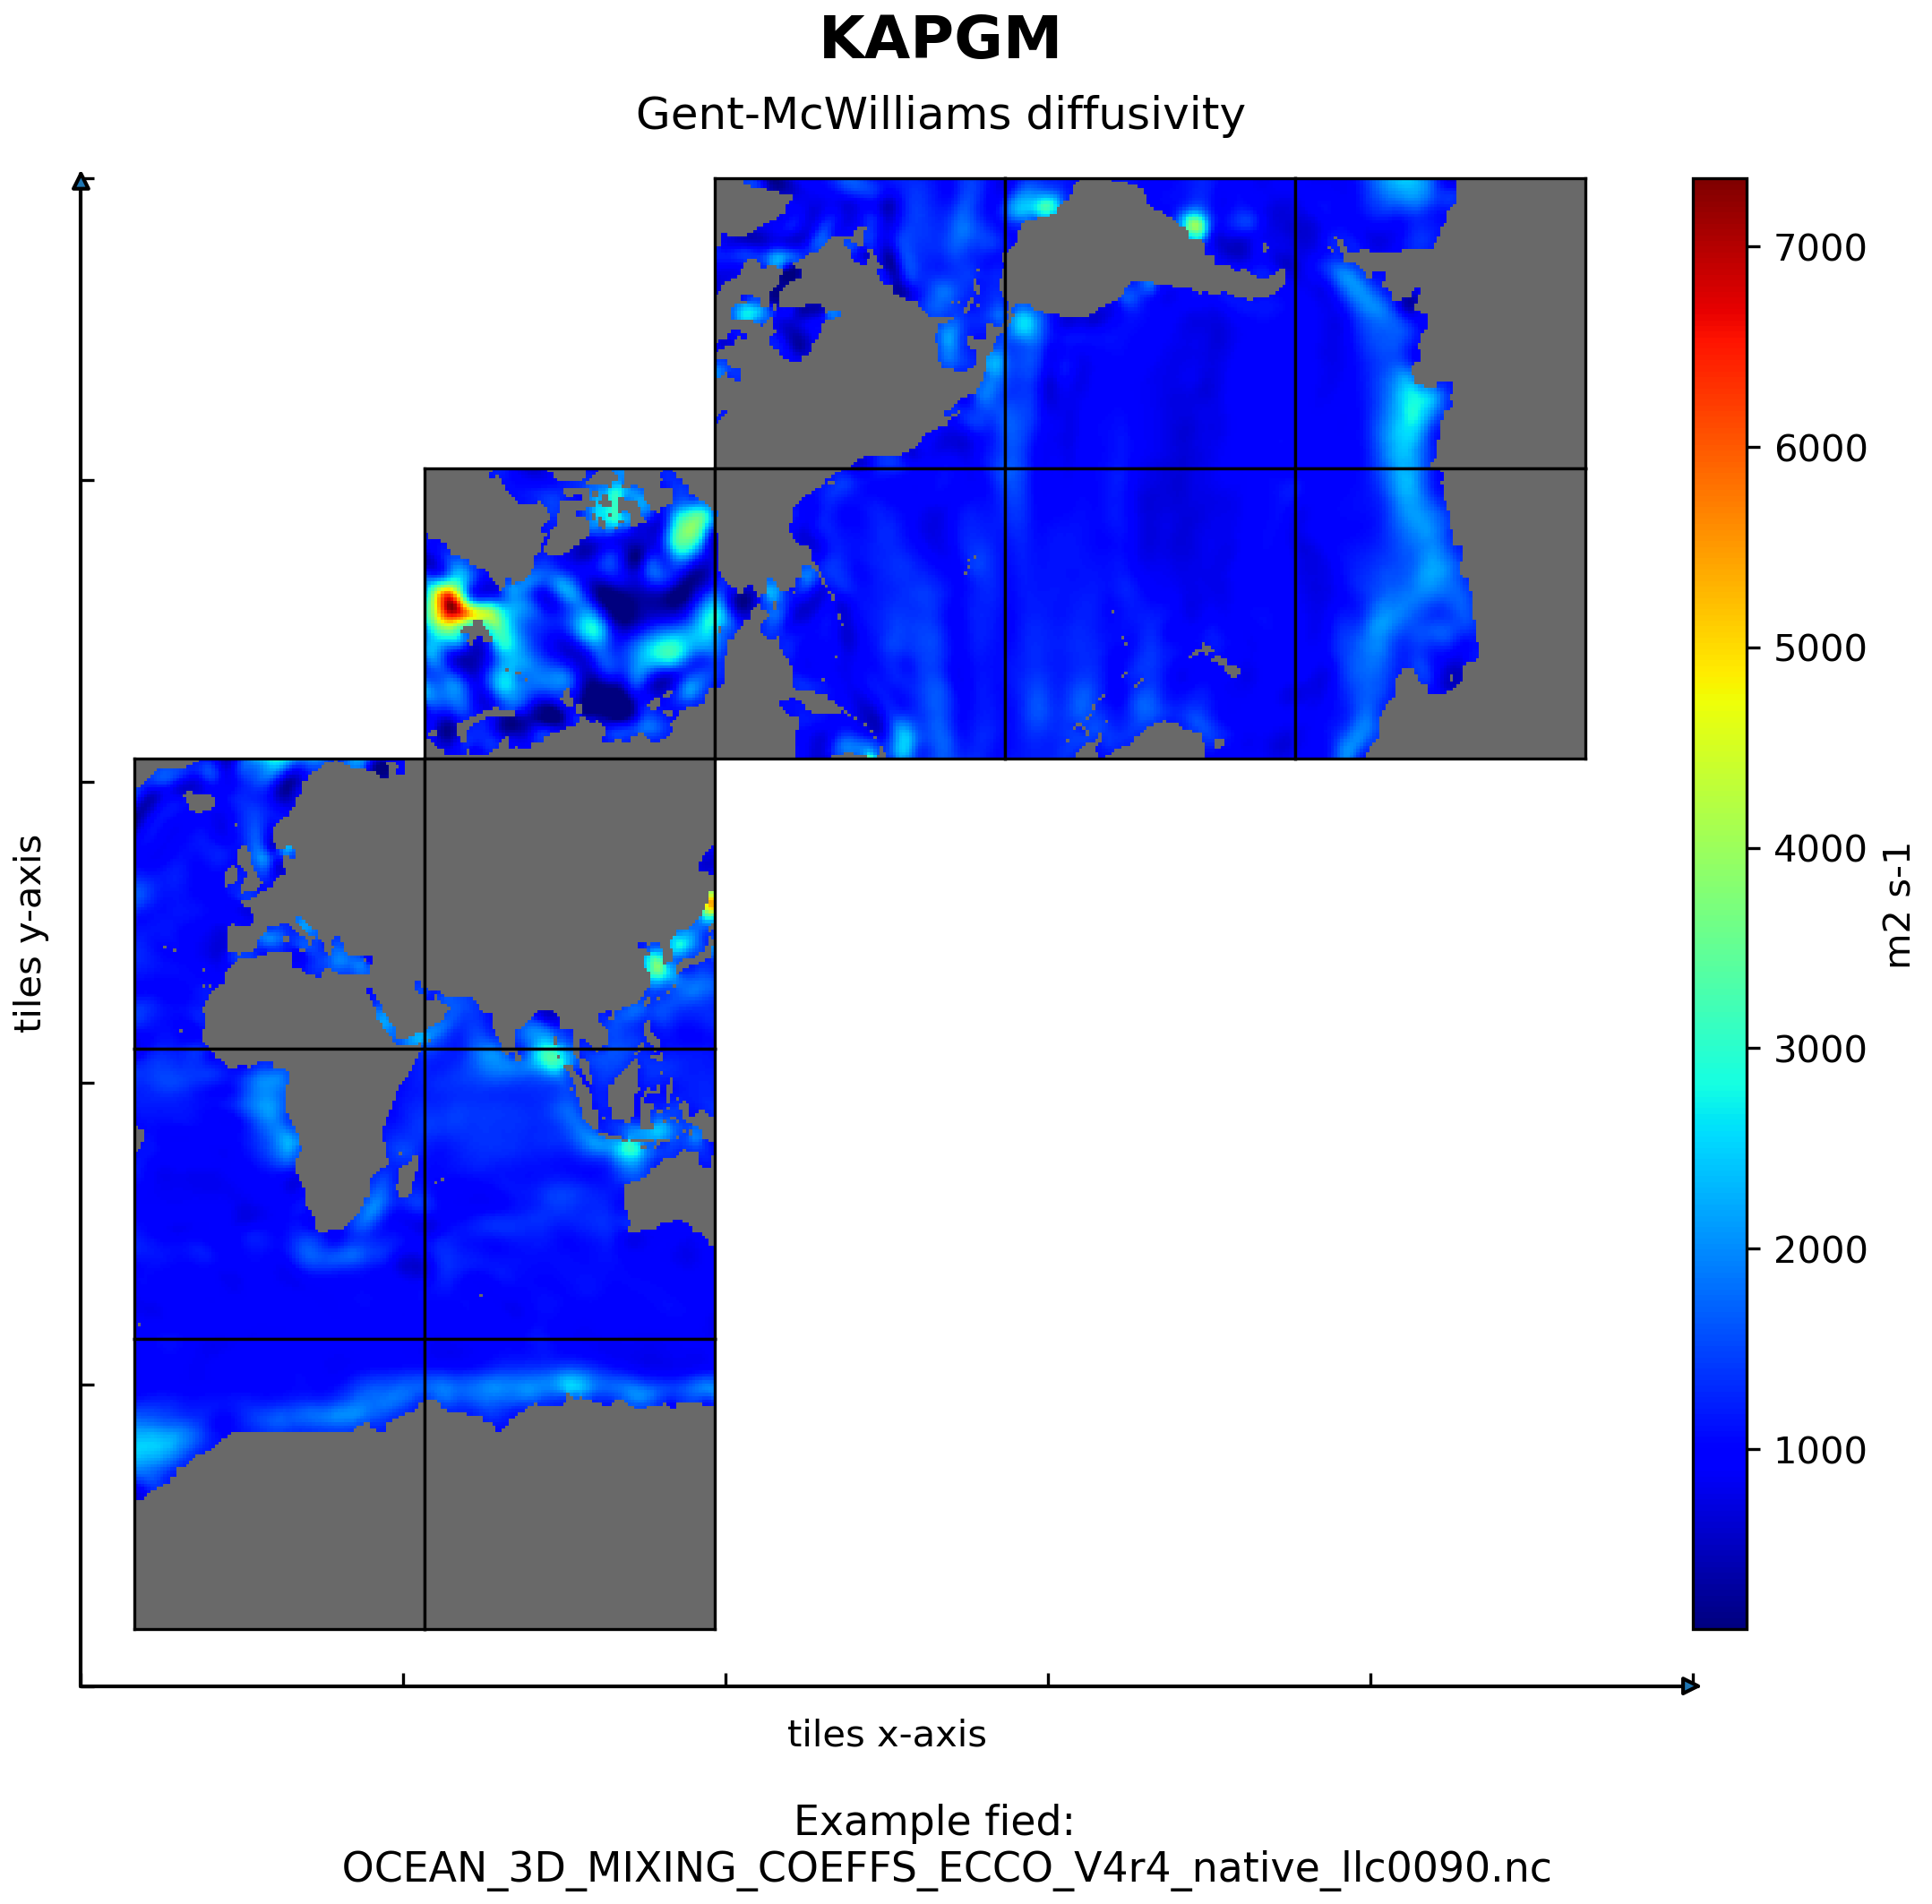 KAPGM
Gent-McWilliams diffusivity
tiles y-axis
7000
6000
5000
4000
3000
2000
1000
m2 s-1
tiles x-axis
Example fied:
OCEAN_3D_MIXING_COEFFS_ECCO_V4r4_native_llc0090.nc